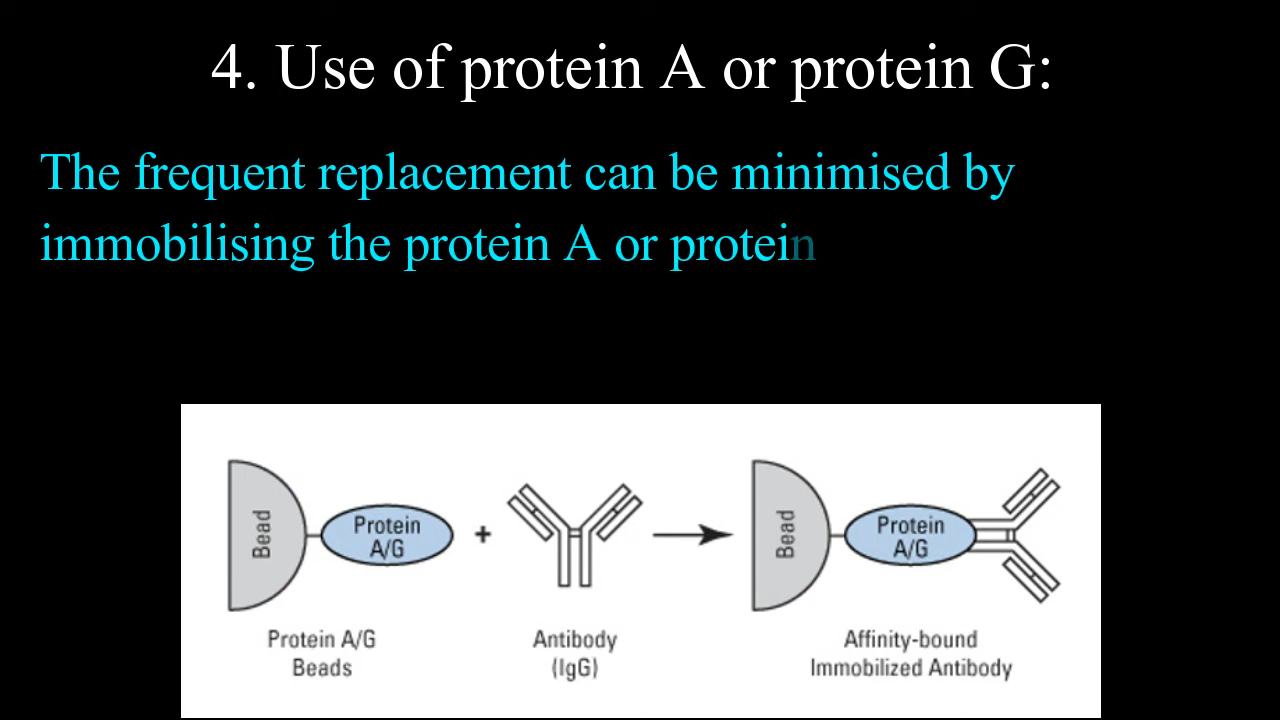 4. Use of protein A or protein G:
The frequent replacement can be minimised by
immobilising the protein A or protein
Bead
Protein
A/G
+
Bead
Protein
A/G
Protein A/G
Beads
Antibody
(IgG)
Affinity-bound
Immobilized Antibody